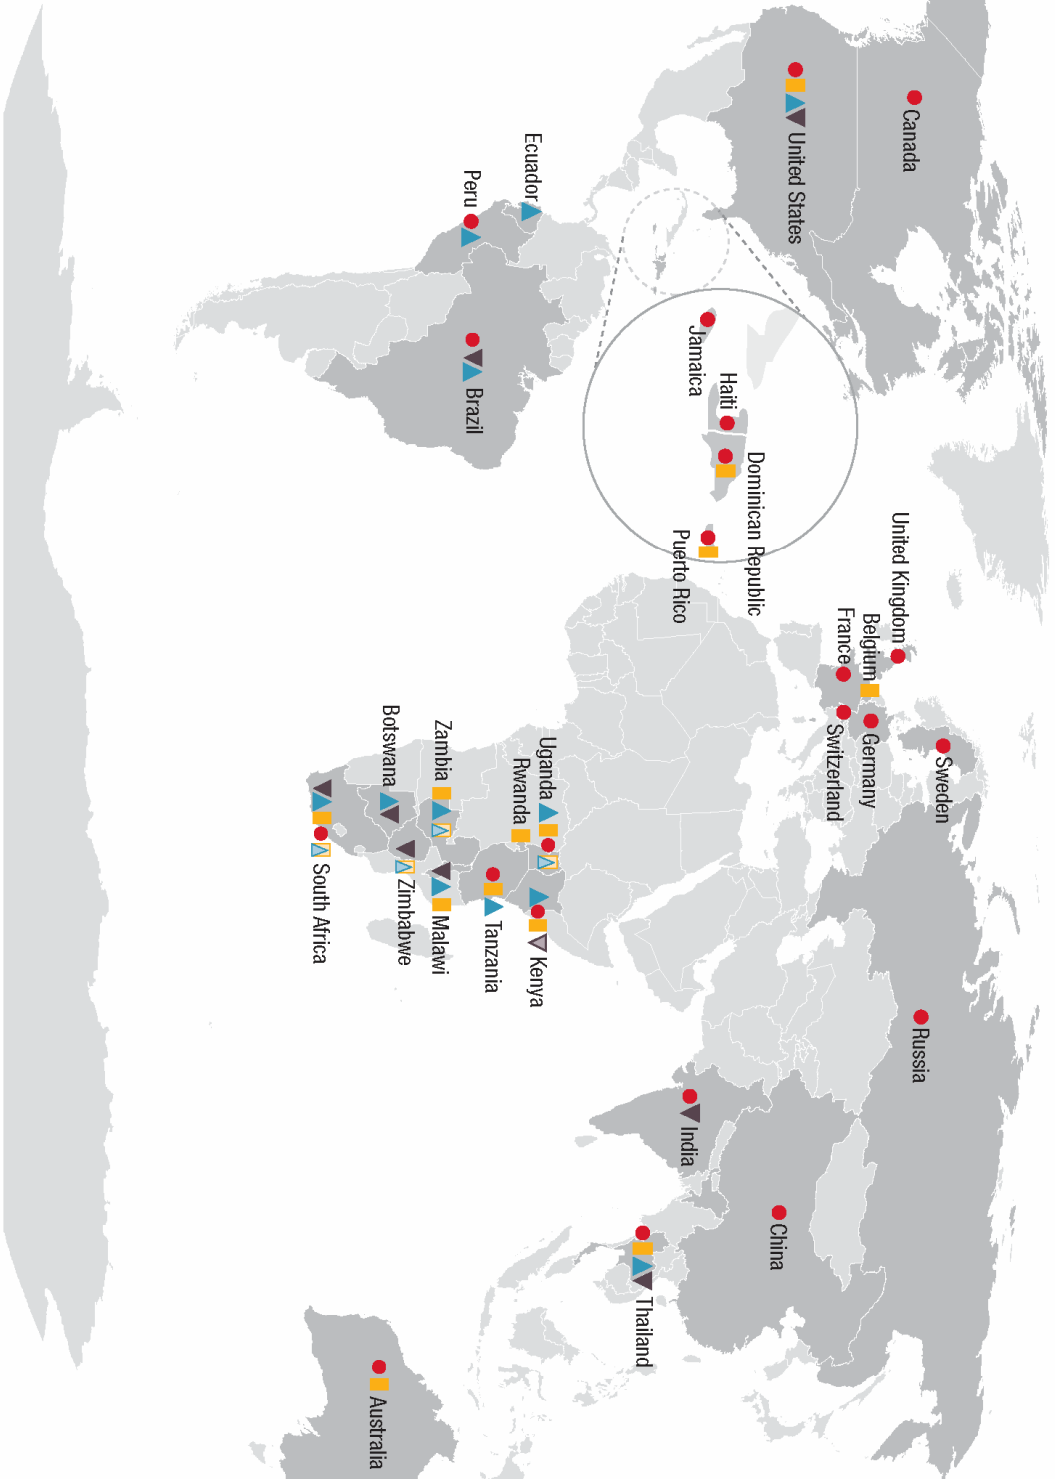 Canada
United States
Ecuador
Peru
Brazil
Jamaica
Haiti
Dominican Republic
Puerto Rico
United Kingdom
Belgium
France
Sweden
Germany
Switzerland
Uganda
Rwanda
Zambia
Botswana
Kenya
Tanzania
Malawi
Zimbabwe
South Africa
Russia
India
China
Thailand
Australia